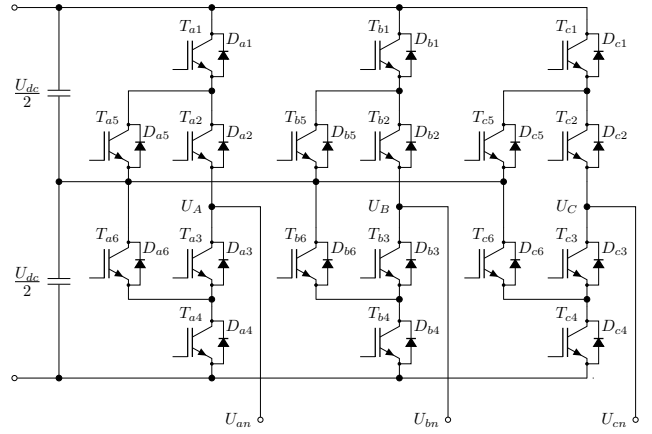 T_{a1} T_{b1} T_{c1}
D_{a1} D_{b1} D_{c1}
\frac{U_{dc}}{2}
T_{a5} T_{a2} T_{b5} T_{b2} T_{c5} T_{c2}
D_{a5} D_{a2} D_{b5} D_{b2} D_{c5} D_{c2}
U_A U_B U_C
T_{a6} T_{a3} T_{b6} T_{b3} T_{c6} T_{c3}
D_{a6} D_{a3} D_{b6} D_{b3} D_{c6} D_{c3}
\frac{U_{dc}}{2}
T_{a4} T_{b4} T_{c4}
D_{a4} D_{b4} D_{c4}
U_{an} U_{bn} U_{cn}